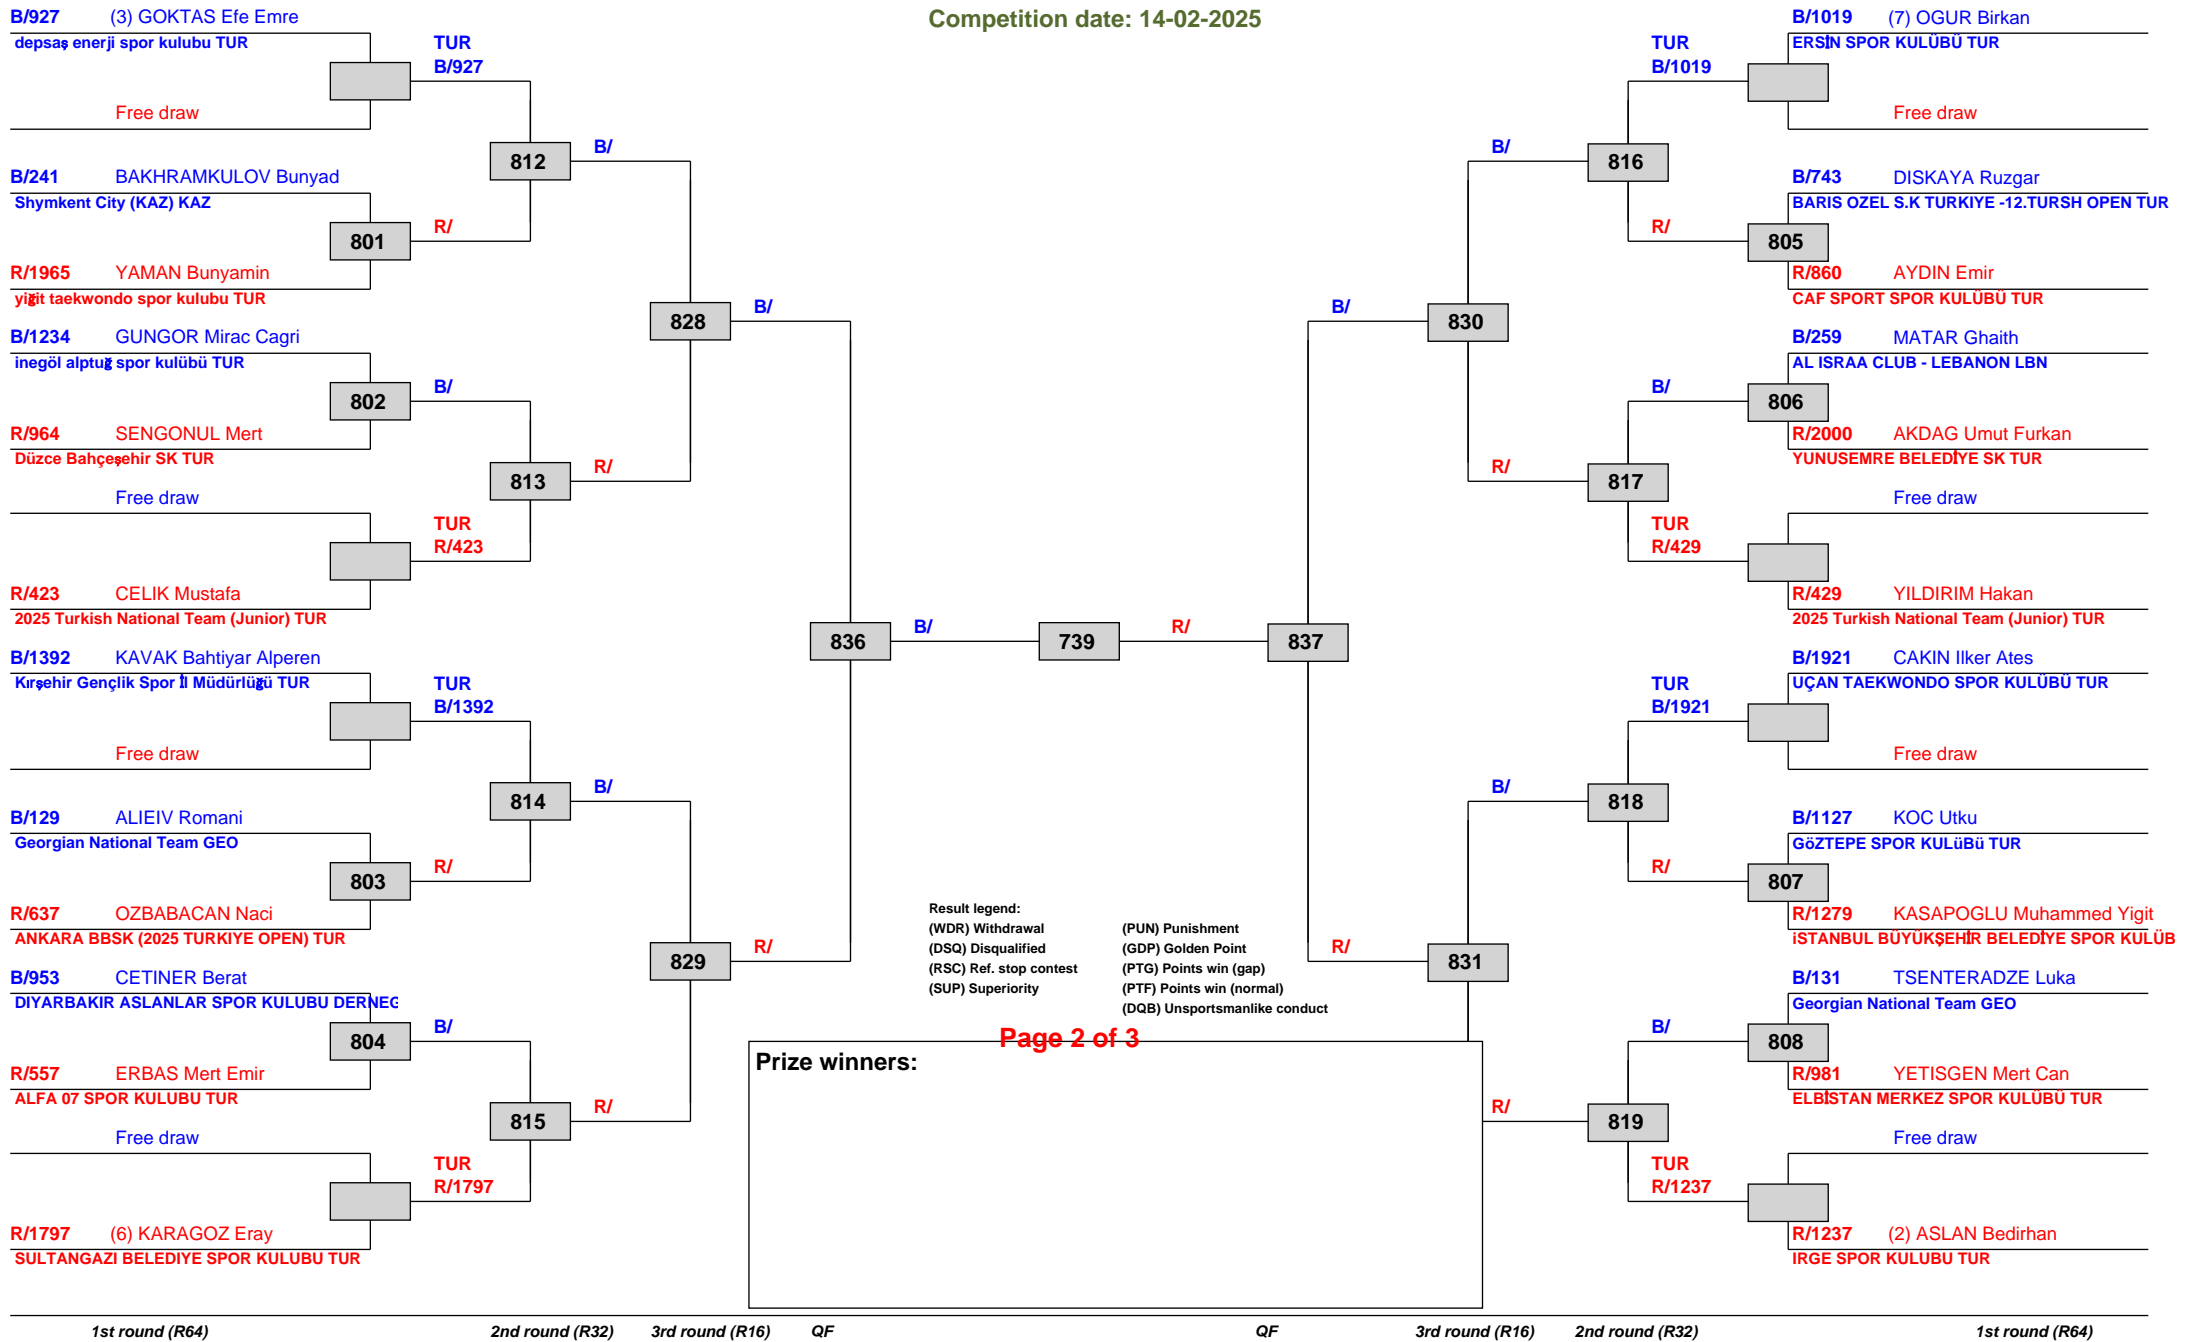 Competition date: 14-02-2025
B/927 (3) GOKTAS Efe Emre
depsaş enerji spor kulubu TUR
TUR
B/927
Free draw
812
B/
B/241 BAKHRAMKULOV Bunyad
Shymkent City (KAZ) KAZ
801
R/
R/1965 YAMAN Bunyamin
yiğit taekwondo spor kulubu TUR
828
B/
B/1234 GUNGOR Mirac Cagri
inegöl alptuğ spor kulübü TUR
802
B/
R/964 SENGONUL Mert
Düzce Bahçeşehir SK TUR
813
R/
Free draw
TUR
R/423
R/423 CELIK Mustafa
2025 Turkish National Team (Junior) TUR
836
B/
739
R/
837
B/1392 KAVAK Bahtiyar Alperen
Kırşehir Gençlik Spor İl Müdürlüğü TUR
TUR
B/1392
Free draw
814
B/
B/129 ALIEIV Romani
Georgian National Team GEO
803
R/
R/637 OZBABACAN Naci
ANKARA BBSK (2025 TURKIYE OPEN) TUR
829
R/
B/953 CETINER Berat
DIYARBAKIR ASLANLAR SPOR KULUBU DERNEG
804
B/
R/557 ERBAS Mert Emir
ALFA 07 SPOR KULUBU TUR
815
R/
Free draw
TUR
R/1797
R/1797 (6) KARAGOZ Eray
SULTANGAZI BELEDIYE SPOR KULUBU TUR
B/1019 (7) OGUR Birkan
ERSİN SPOR KULÜBÜ TUR
TUR
B/1019
Free draw
B/
816
B/743 DISKAYA Ruzgar
BARIS OZEL S.K TURKIYE -12.TURSH OPEN TUR
R/
805
R/860 AYDIN Emir
CAF SPORT SPOR KULÜBÜ TUR
B/
830
B/259 MATAR Ghaith
AL ISRAA CLUB - LEBANON LBN
B/
806
R/2000 AKDAG Umut Furkan
YUNUSEMRE BELEDİYE SK TUR
R/
817
Free draw
TUR
R/429
R/429 YILDIRIM Hakan
2025 Turkish National Team (Junior) TUR
B/1921 CAKIN Ilker Ates
UÇAN TAEKWONDO SPOR KULÜBÜ TUR
TUR
B/1921
Free draw
B/
818
B/1127 KOC Utku
GöZTEPE SPOR KULüBü TUR
R/
807
R/1279 KASAPOGLU Muhammed Yigit
iSTANBUL BÜYÜKŞEHİR BELEDİYE SPOR KULÜB
R/
831
B/131 TSENTERADZE Luka
Georgian National Team GEO
B/
808
R/981 YETISGEN Mert Can
ELBİSTAN MERKEZ SPOR KULÜBÜ TUR
R/
819
Free draw
TUR
R/1237
R/1237 (2) ASLAN Bedirhan
IRGE SPOR KULUBU TUR
Result legend:
(WDR) Withdrawal (PUN) Punishment
(DSQ) Disqualified (GDP) Golden Point
(RSC) Ref. stop contest (PTG) Points win (gap)
(SUP) Superiority (PTF) Points win (normal)
(DQB) Unsportsmanlike conduct
Page 2 of 3
Prize winners:
1st round (R64) 2nd round (R32) 3rd round (R16) QF QF 3rd round (R16) 2nd round (R32) 1st round (R64)